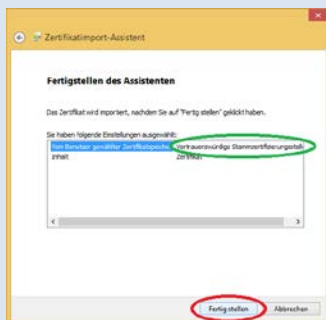 Zertifikatimport-Assistent
Fertigstellen des Assistenten
Das Zertifikat wird importiert, nachdem Sie auf "Fertig stellen" geklickt haben.
Sie haben folgende Einstellungen ausgewählt:
Vom Benutzer gewählter Zertifikatspeicher Vertrauenswürdige Stammzertifizierungsstell
Inhalt Zertifikat
Fertig stellen Abbrechen